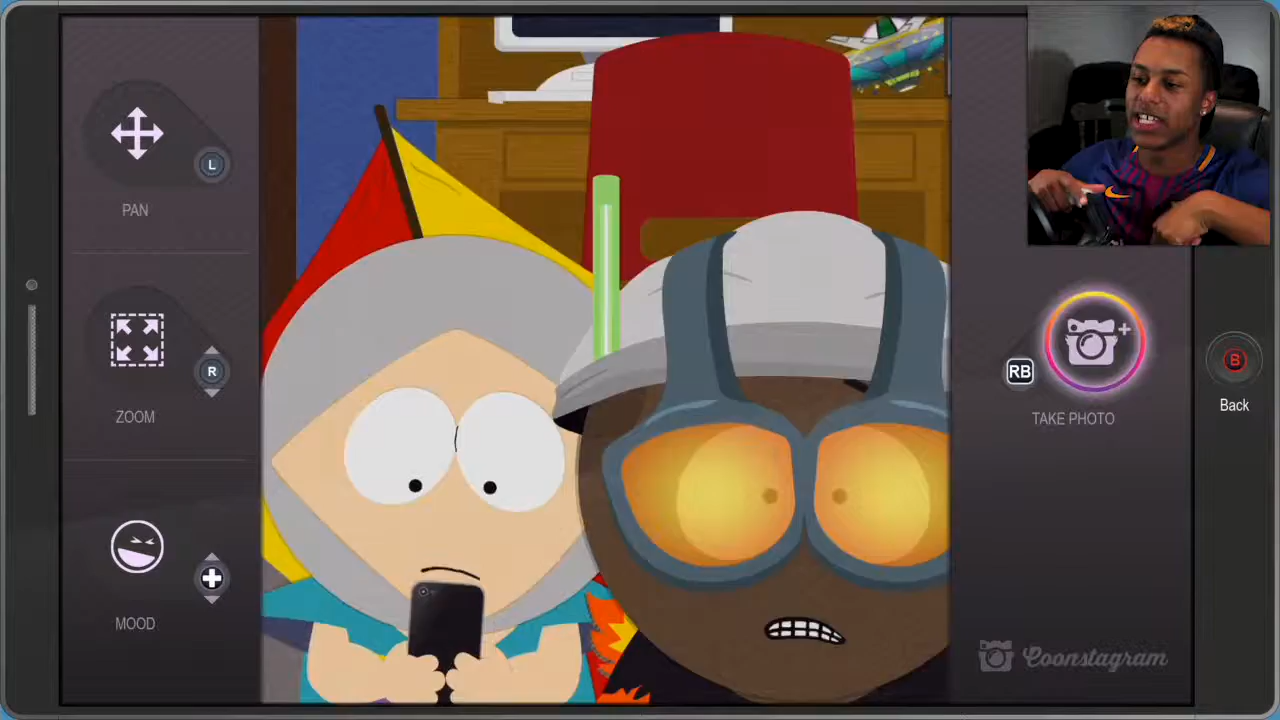 L
PAN
R
ZOOM
MOOD
RB
TAKE PHOTO
B
Back
Coonstagram